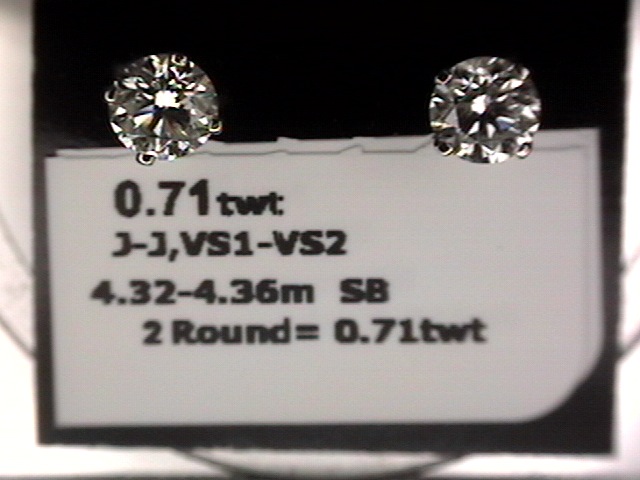 0.71twt
J-J,VS1-VS2
4.32-4.36m SB
2 Round= 0.71twt